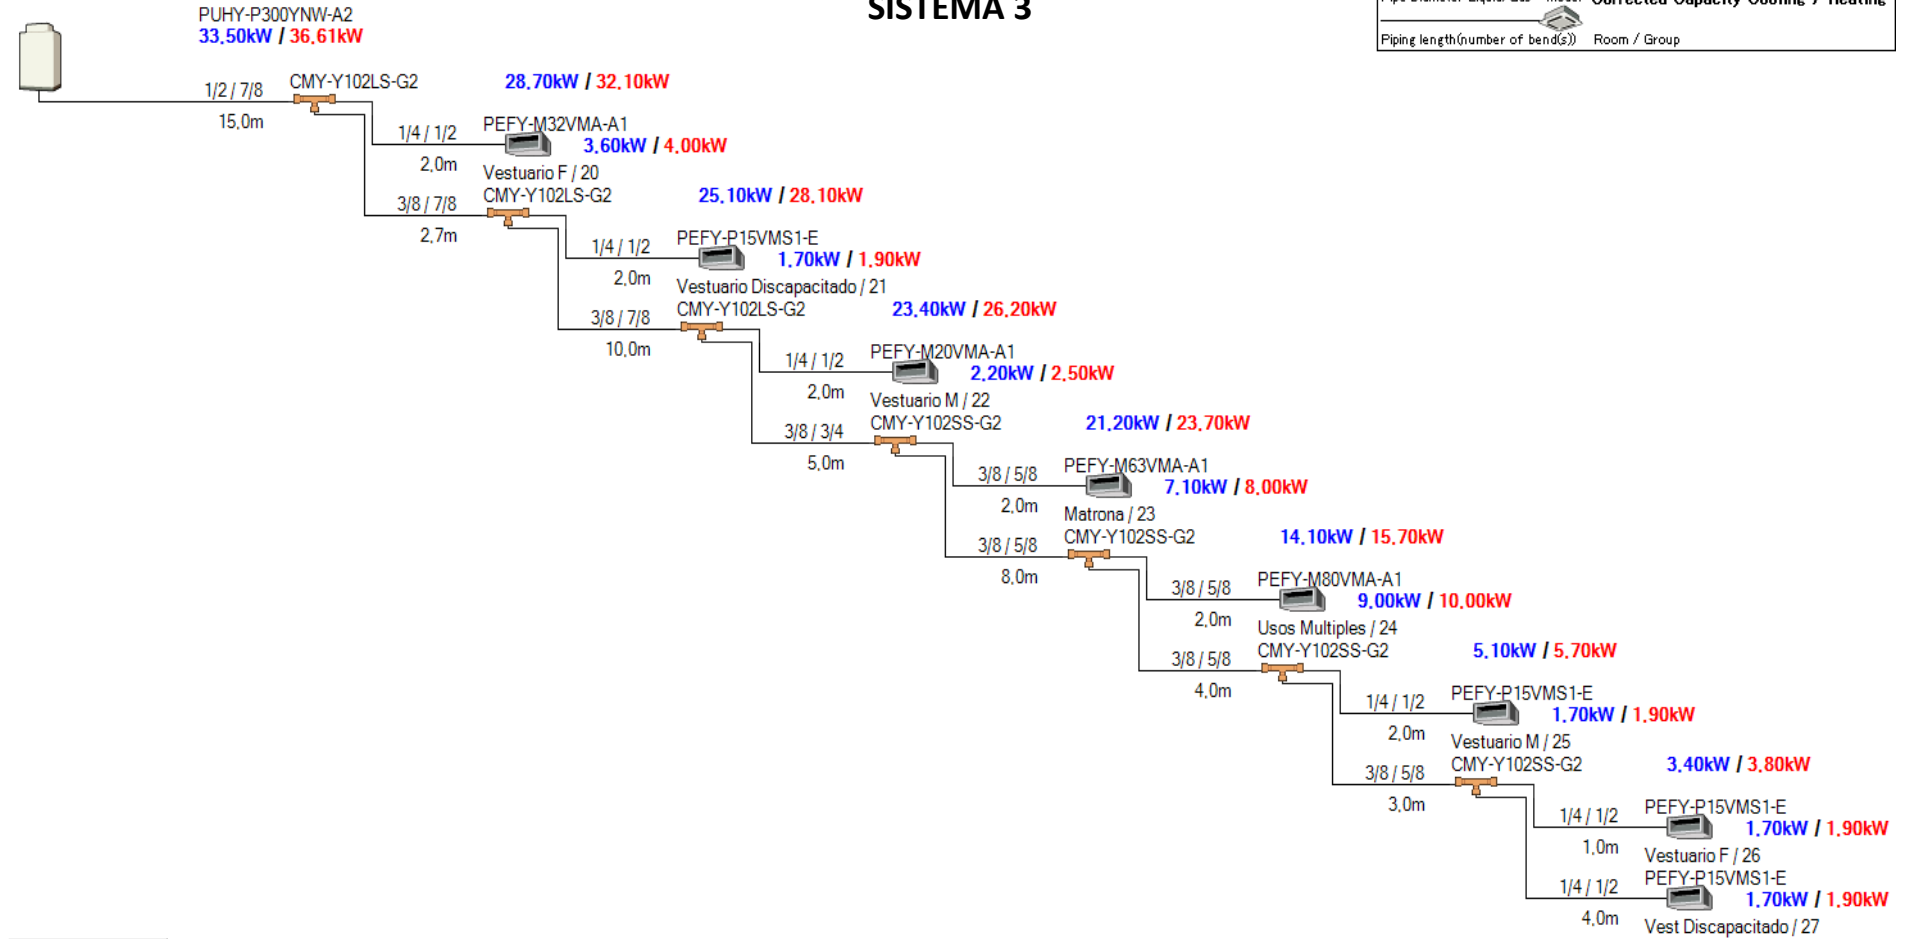 SISTEMA 3
Corrected Capacity Cooling / Heating
Piping length(number of bend(s))
Room / Group
PUHY-P300YNW-A2
33,50kW / 36,61kW
1/2 / 7/8
15,0m
CMY-Y102LS-G2
28,70kW / 32,10kW
1/4 / 1/2
2,0m
PEFY-M32VMA-A1
3,60kW / 4,00kW
Vestuario F / 20
3/8 / 7/8
2,7m
CMY-Y102LS-G2
25,10kW / 28,10kW
1/4 / 1/2
2,0m
PEFY-P15VMS1-E
1,70kW / 1,90kW
Vestuario Discapacitado / 21
3/8 / 7/8
10,0m
CMY-Y102LS-G2
23,40kW / 26,20kW
1/4 / 1/2
2,0m
PEFY-M20VMA-A1
2,20kW / 2,50kW
Vestuario M / 22
3/8 / 3/4
5,0m
CMY-Y102SS-G2
21,20kW / 23,70kW
3/8 / 5/8
2,0m
PEFY-M63VMA-A1
7,10kW / 8,00kW
Matrona / 23
3/8 / 5/8
8,0m
CMY-Y102SS-G2
14,10kW / 15,70kW
3/8 / 5/8
2,0m
PEFY-M80VMA-A1
9,00kW / 10,00kW
Usos Multiples / 24
3/8 / 5/8
4,0m
CMY-Y102SS-G2
5,10kW / 5,70kW
1/4 / 1/2
2,0m
PEFY-P15VMS1-E
1,70kW / 1,90kW
Vestuario M / 25
3/8 / 5/8
3,0m
CMY-Y102SS-G2
3,40kW / 3,80kW
1/4 / 1/2
1,0m
PEFY-P15VMS1-E
1,70kW / 1,90kW
Vestuario F / 26
1/4 / 1/2
4,0m
PEFY-P15VMS1-E
1,70kW / 1,90kW
Vest Discapacitado / 27